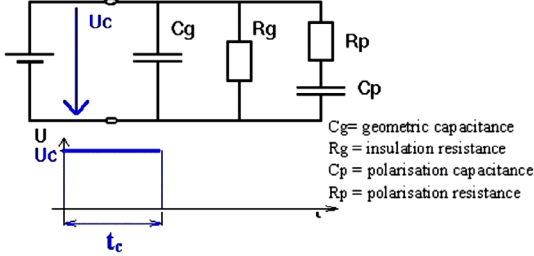 Uc
Cg
Rg
Rp
Cp
Cg= geometric capacitance
Rg = insulation resistance
Cp = polarisation capacitance
Rp = polarisation resistance
U
Uc
tc